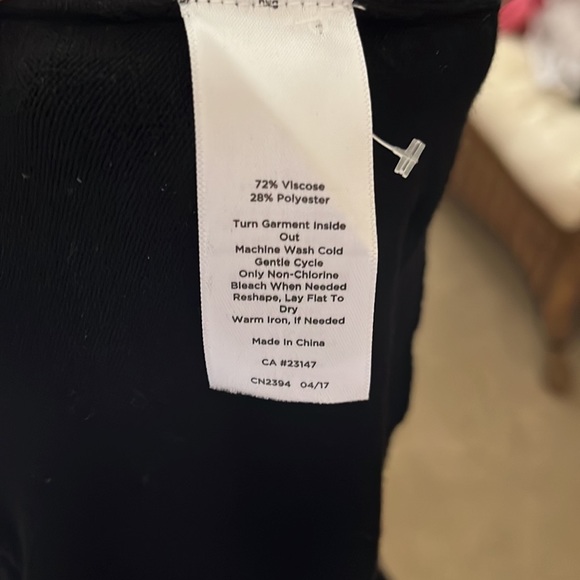 72% Viscose
28% Polyester
Turn Garment Inside
Out
Machine Wash Cold
Gentle Cycle
Only Non-Chlorine
Bleach When Needed
Reshape, Lay Flat To
Dry
Warm Iron, If Needed
Made In China
CA #23147
CN2394 04/17